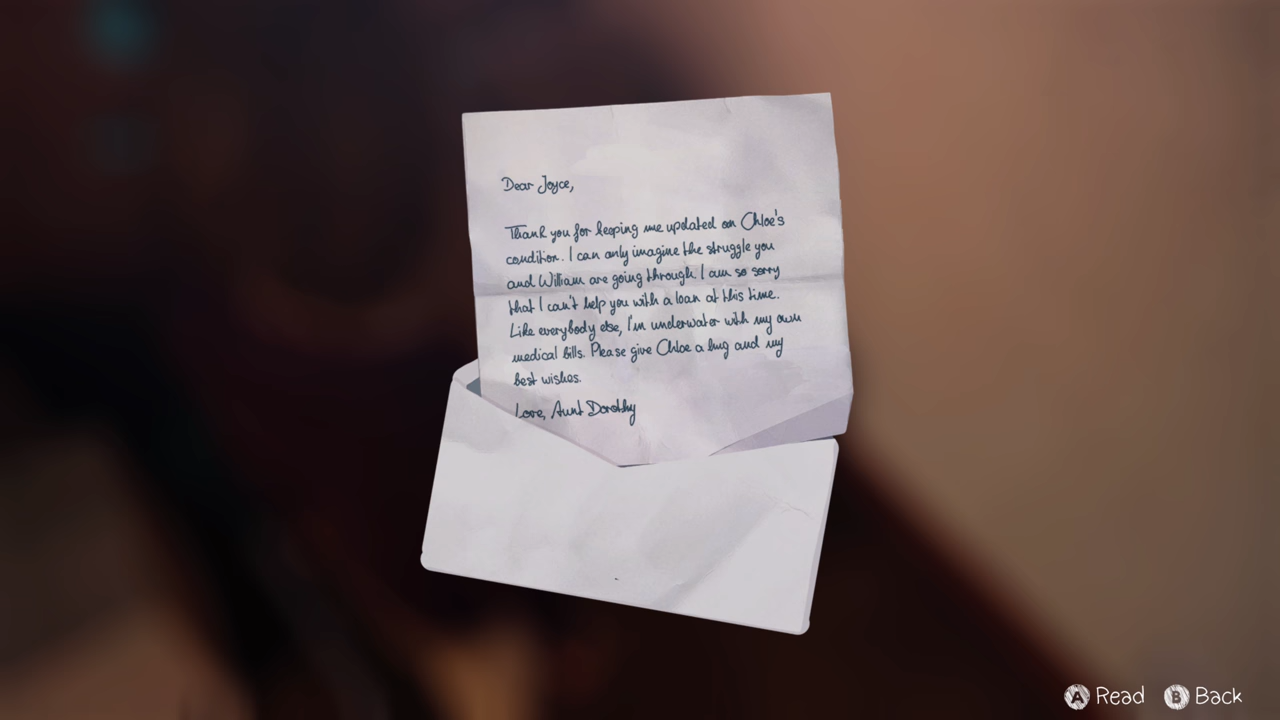 Dear Joyce,
Thank you for keeping me updated on Chloe's
condition. I can only imagine the struggle you
and William are going through. I am so sorry
that I can't help you with a loan at this time.
Like everybody else, I'm underwater with my own
medical bills. Please give Chloe a hug and my
best wishes.
Love, Aunt Dorothy
A Read B Back